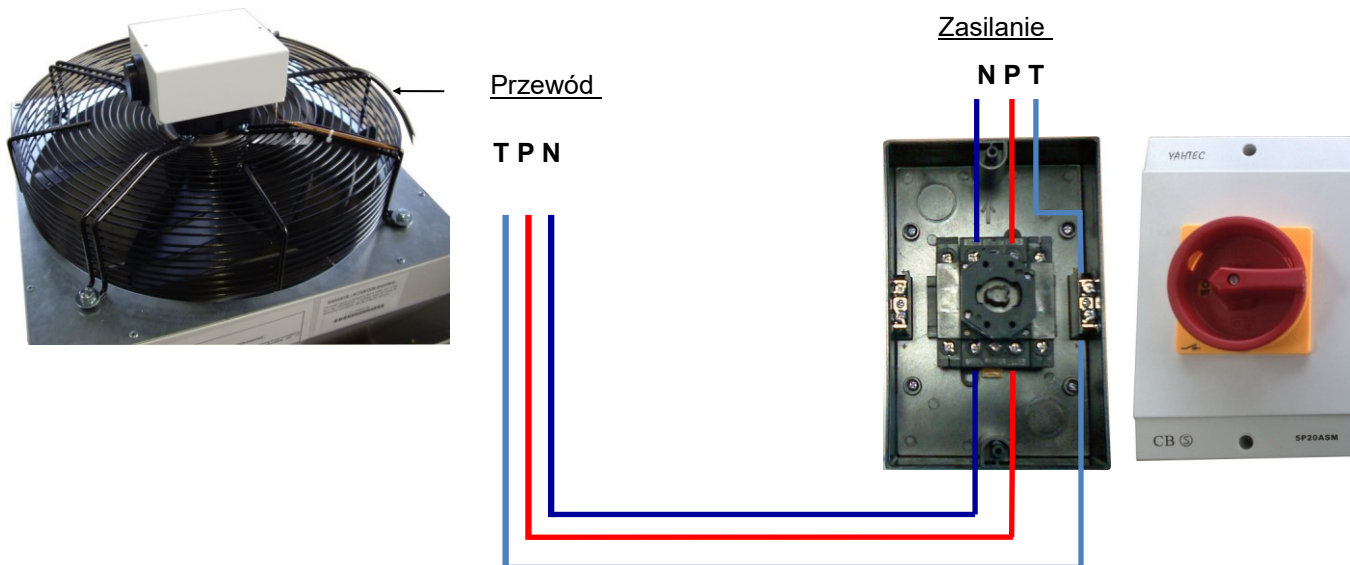 Zasilanie
N P T
Przewód
T P N
YAHTEC
CB S
5P20ASM